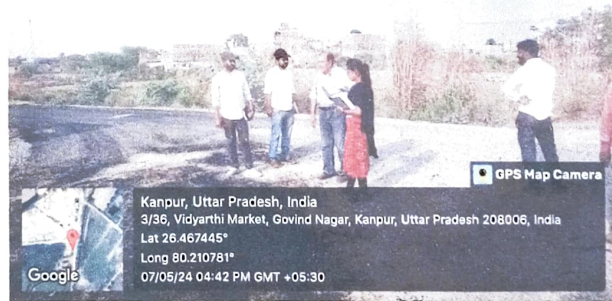 GPS Map Camera
Kanpur, Uttar Pradesh, India
3/36, Vidyarthi Market, Govind Nagar, Kanpur, Uttar Pradesh 208006, India
Lat 26.467445°
Long 80.210781°
07/05/24 04:42 PM GMT +05:30
Google